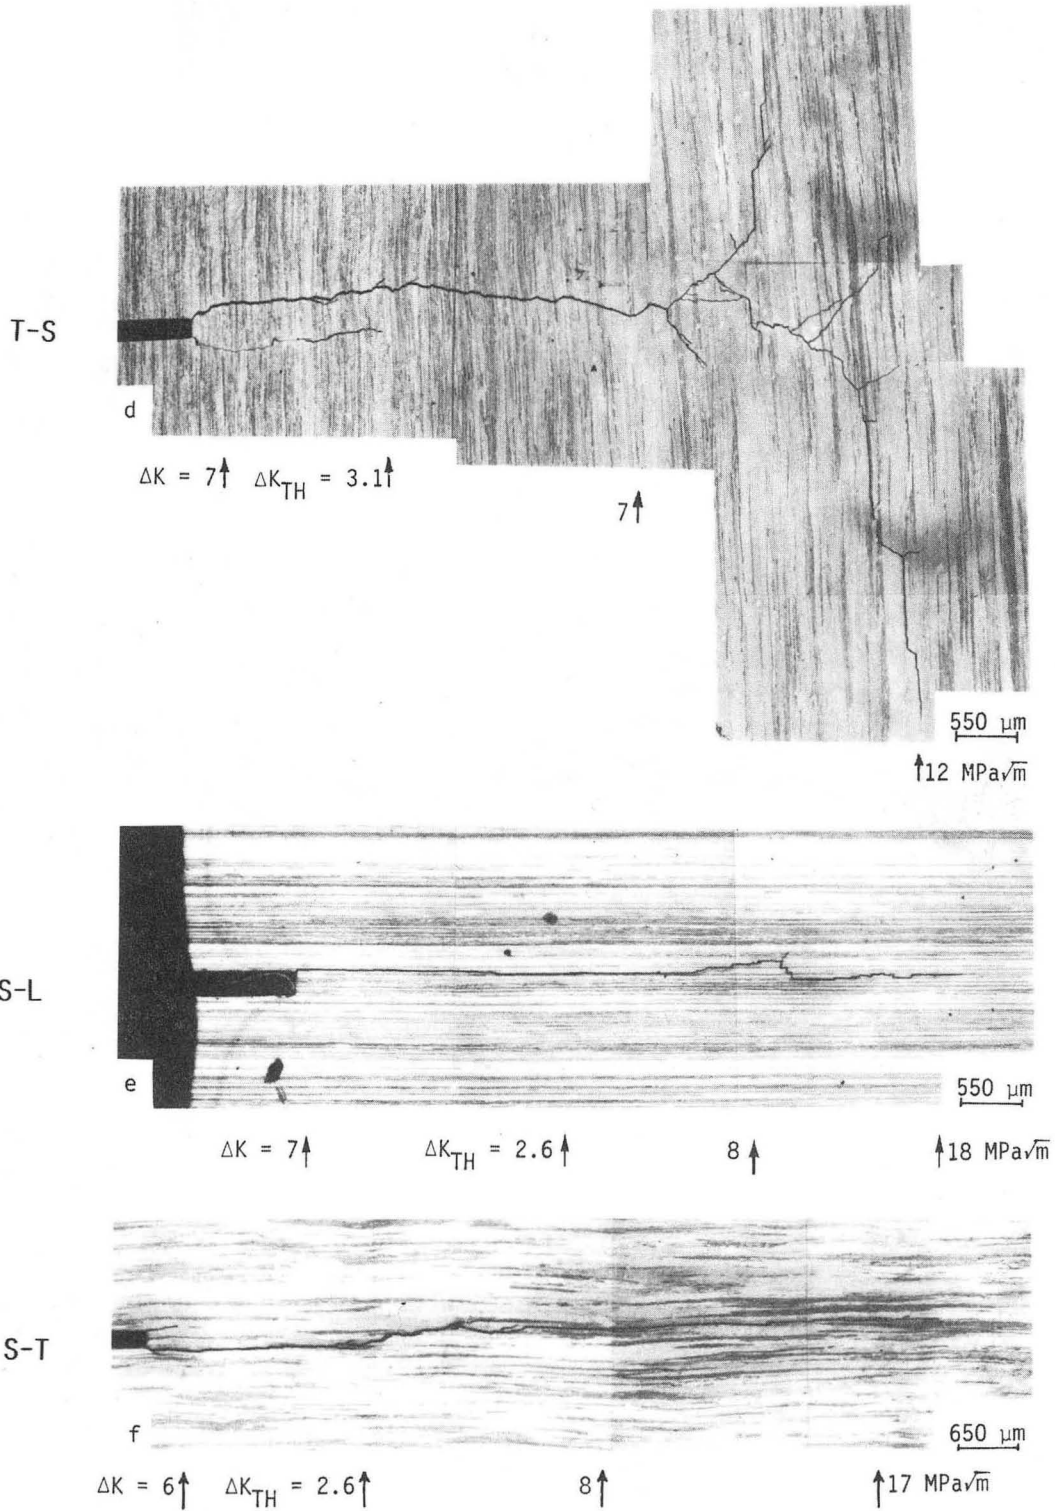 T-S
d
ΔK = 7↑ ΔK_TH = 3.1↑
7↑
550 μm
↑12 MPa√m
S-L
e
550 μm
ΔK = 7↑ ΔK_TH = 2.6↑ 8↑ ↑18 MPa√m
S-T
f
650 μm
ΔK = 6↑ ΔK_TH = 2.6↑ 8↑ ↑17 MPa√m